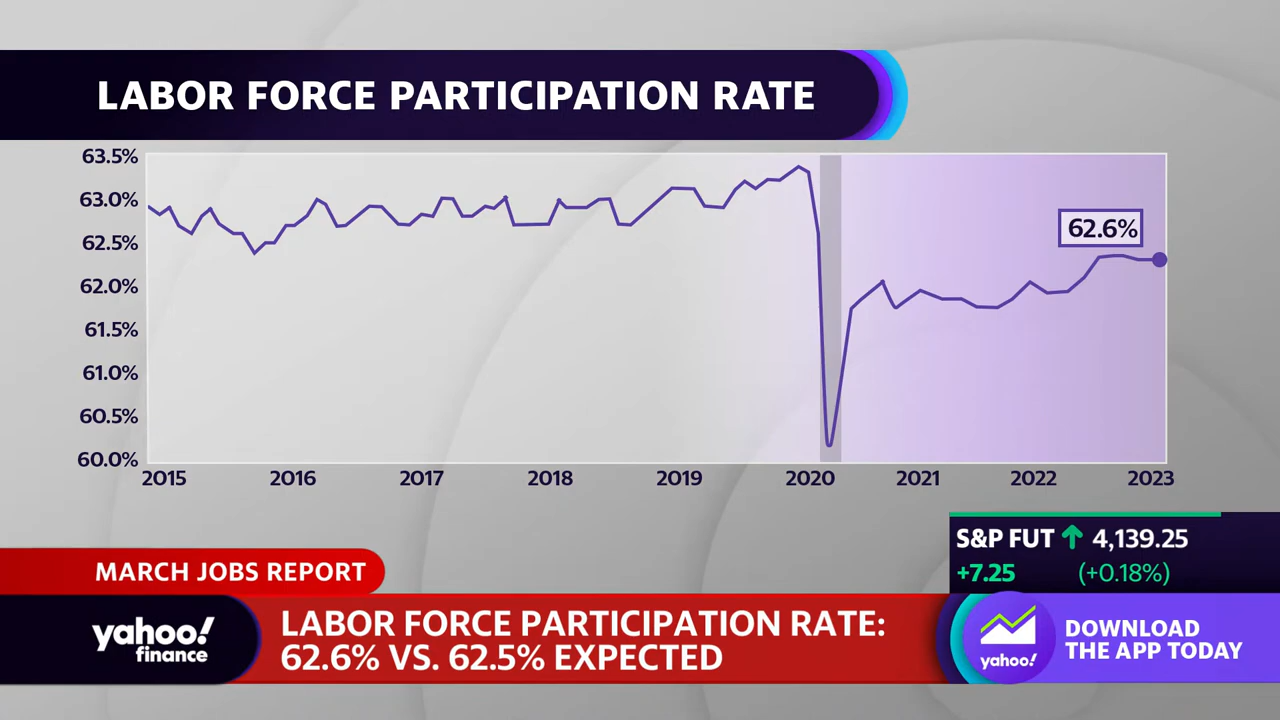 LABOR FORCE PARTICIPATION RATE
63.5%
63.0%
62.5%
62.0%
61.5%
61.0%
60.5%
60.0%
62.6%
2015 2016 2017 2018 2019 2020 2021 2022 2023
S&P FUT 4,139.25
+7.25 (+0.18%)
MARCH JOBS REPORT
yahoo!
finance
LABOR FORCE PARTICIPATION RATE:
62.6% VS. 62.5% EXPECTED
yahoo!
DOWNLOAD
THE APP TODAY